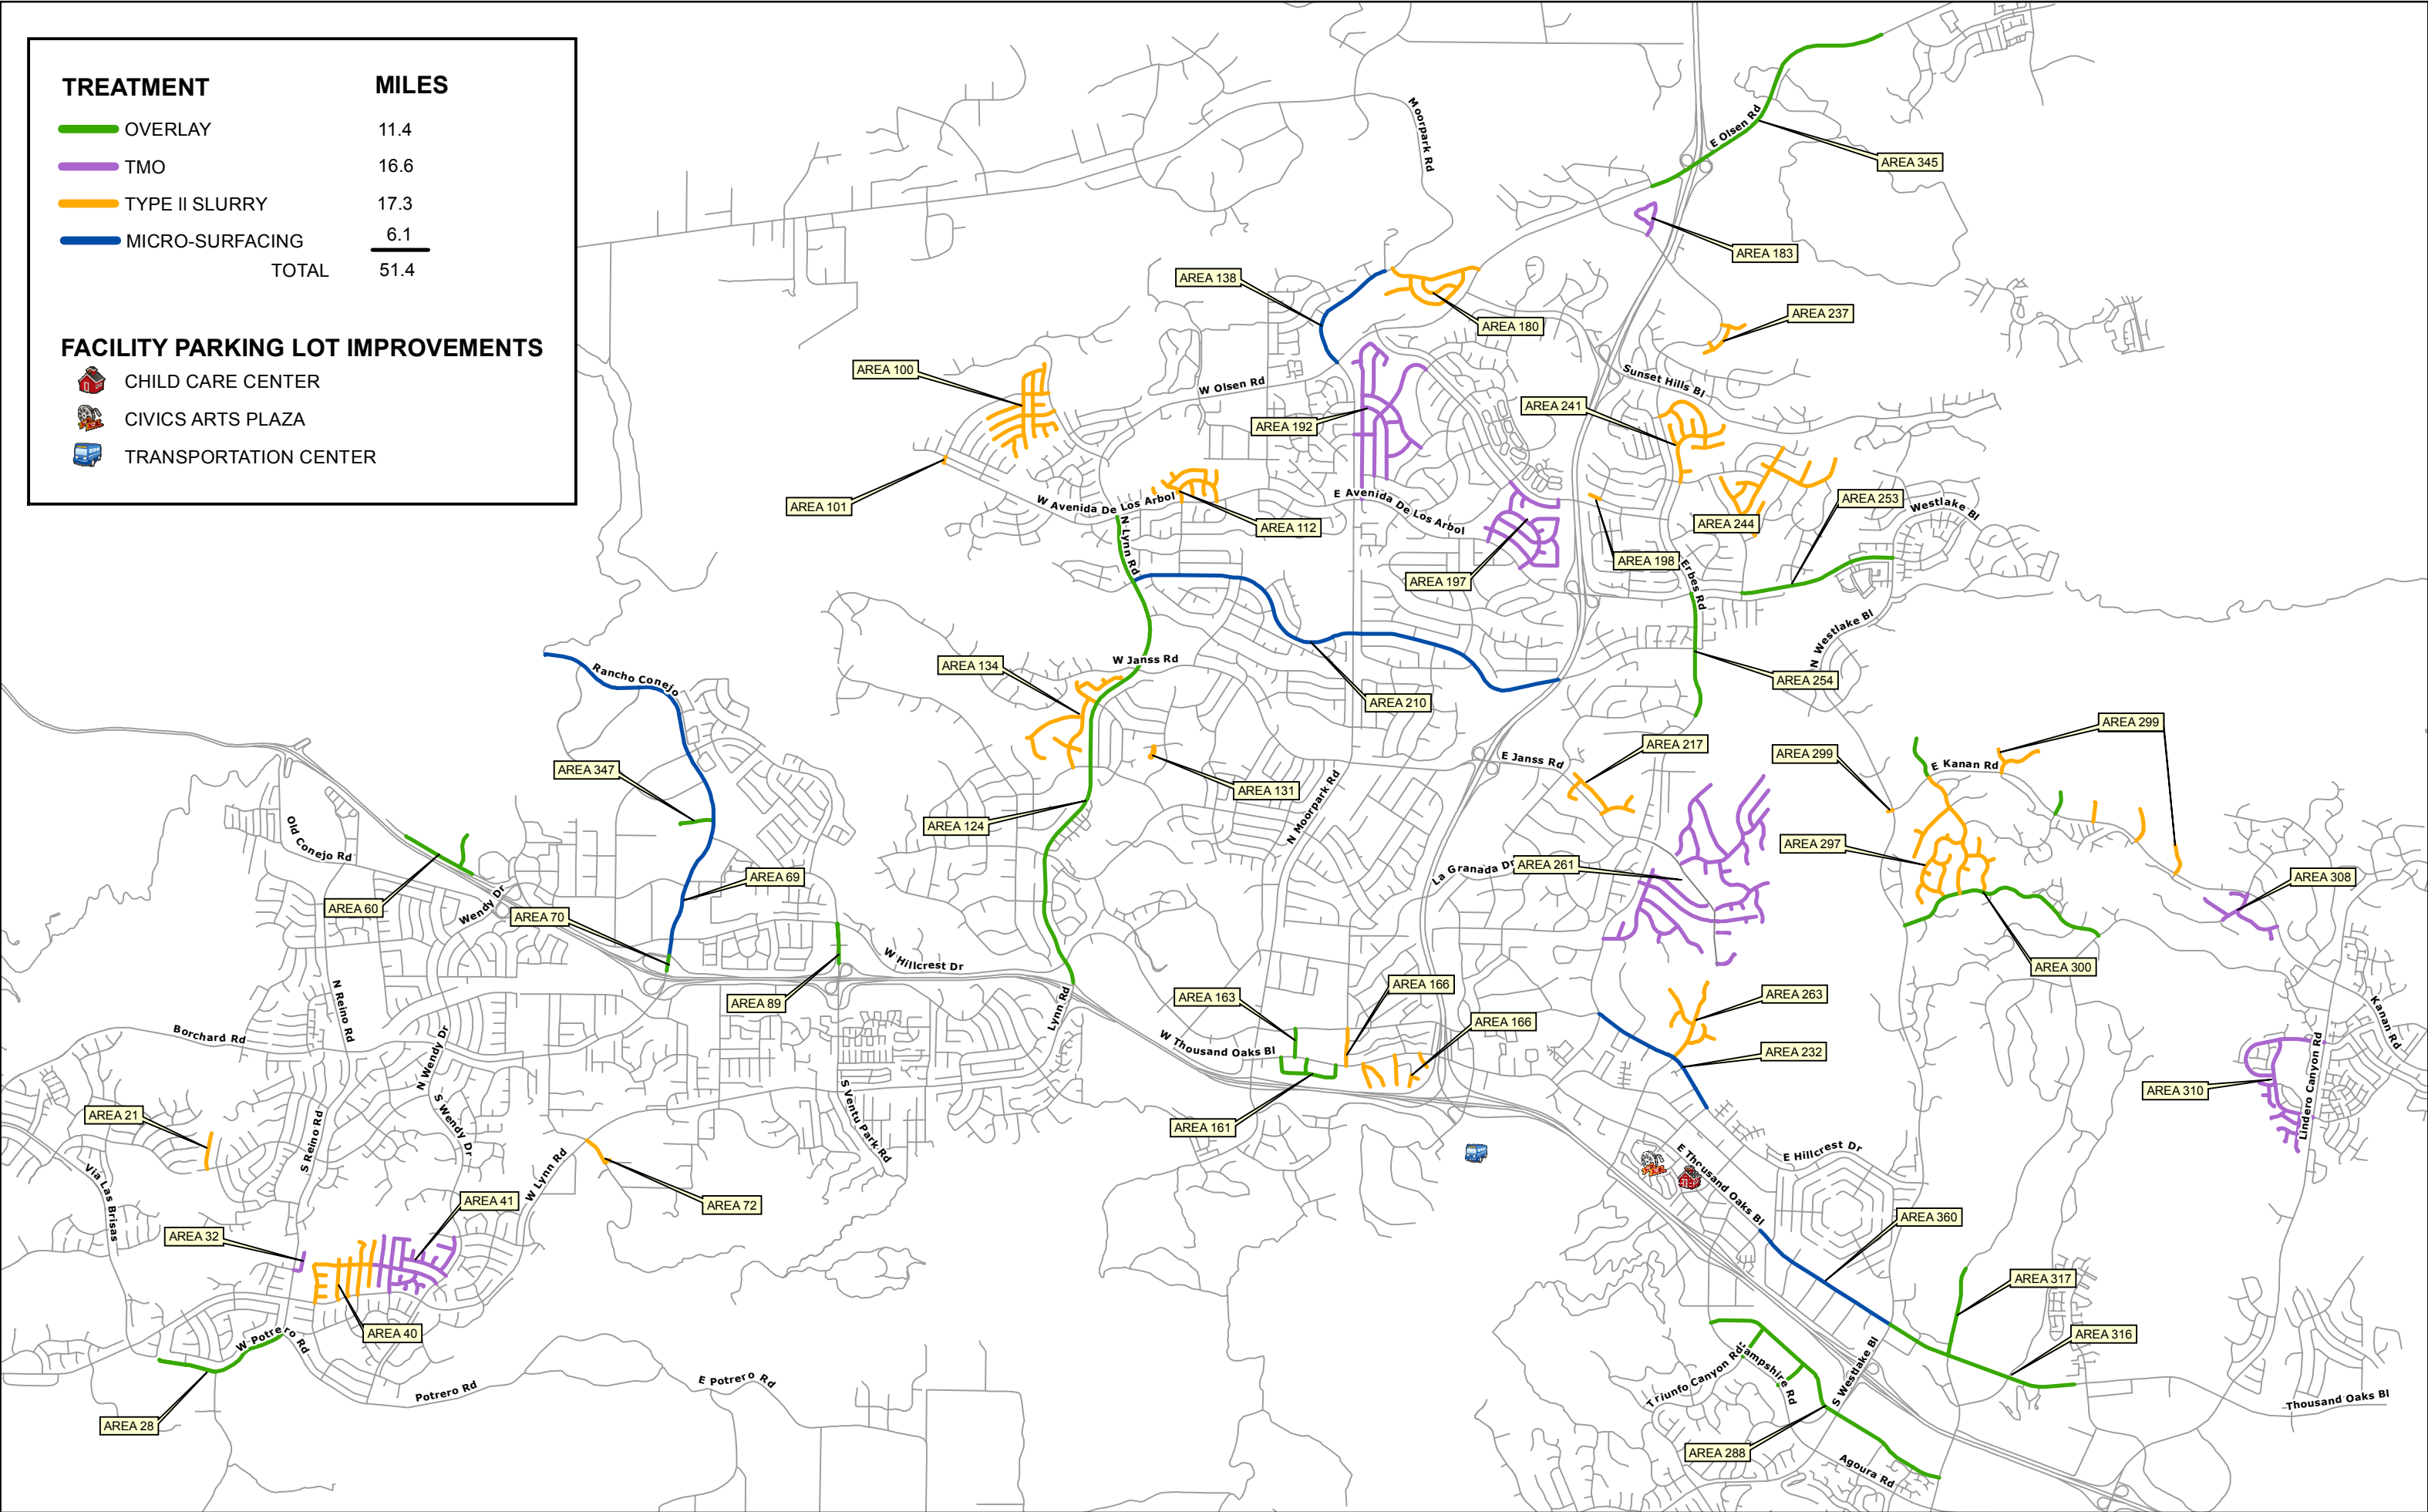 TREATMENT MILES
OVERLAY 11.4
TMO 16.6
TYPE II SLURRY 17.3
MICRO-SURFACING 6.1
TOTAL 51.4
FACILITY PARKING LOT IMPROVEMENTS
CHILD CARE CENTER
CIVICS ARTS PLAZA
TRANSPORTATION CENTER
Moorpark Rd
E Olsen Rd
AREA 345
AREA 183
AREA 138
AREA 180
AREA 237
AREA 100
W Olsen Rd
Sunset Hills Bl
AREA 241
AREA 192
AREA 101
W Avenida De Los Arbol
E Avenida De Los Arbol
AREA 112
AREA 244
AREA 253
Westlake Bl
N Lynn Rd
AREA 197
AREA 198
Erbes Rd
N Westlake Bl
AREA 134
W Janss Rd
Rancho Conejo
AREA 254
AREA 210
AREA 299
AREA 217
AREA 299
E Janss Rd
E Kanan Rd
AREA 347
AREA 131
N Moorpark Rd
AREA 124
Old Conejo Rd
AREA 297
La Granada Dr
AREA 261
AREA 69
AREA 308
AREA 60
Wendy Dr
AREA 70
W Hillcrest Dr
AREA 300
AREA 89
AREA 163
AREA 166
AREA 263
N Reino Rd
Lynn Rd
AREA 166
Kanan Rd
Borchard Rd
W Thousand Oaks Bl
AREA 232
N Wendy Dr
AREA 310
Lindero Canyon Rd
AREA 21
S Wendy Dr
S Ventu Park Rd
AREA 161
S Reino Rd
E Thousand Oaks Bl
E Hillcrest Dr
Via Las Brisas
W Lynn Rd
AREA 41
AREA 72
AREA 360
AREA 32
AREA 317
AREA 40
AREA 316
W Potrero Rd
Triunfo Canyon Rd
Hampshire Rd
S Westlake Bl
Potrero Rd
E Potrero Rd
Thousand Oaks Bl
AREA 28
AREA 288
Agoura Rd